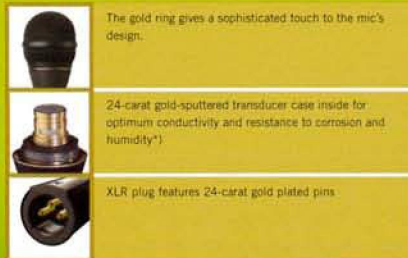 The gold ring gives a sophisticated touch to the mic's
design.
24-carat gold-sputtered transducer case inside for
optimum conductivity and resistance to corrosion and
humidity*)
XLR plug features 24-carat gold plated pins